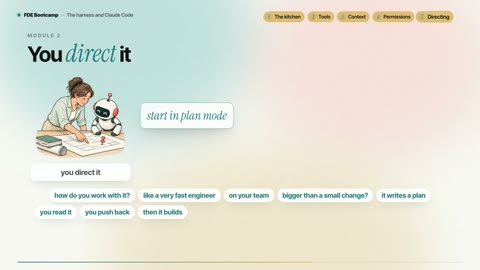 FDE Bootcamp · The harness and Claude Code
The kitchen Tools Context Permissions Directing
MODULE 2
You direct it
start in plan mode
you direct it
how do you work with it? like a very fast engineer on your team bigger than a small change? it writes a plan
you read it you push back then it builds